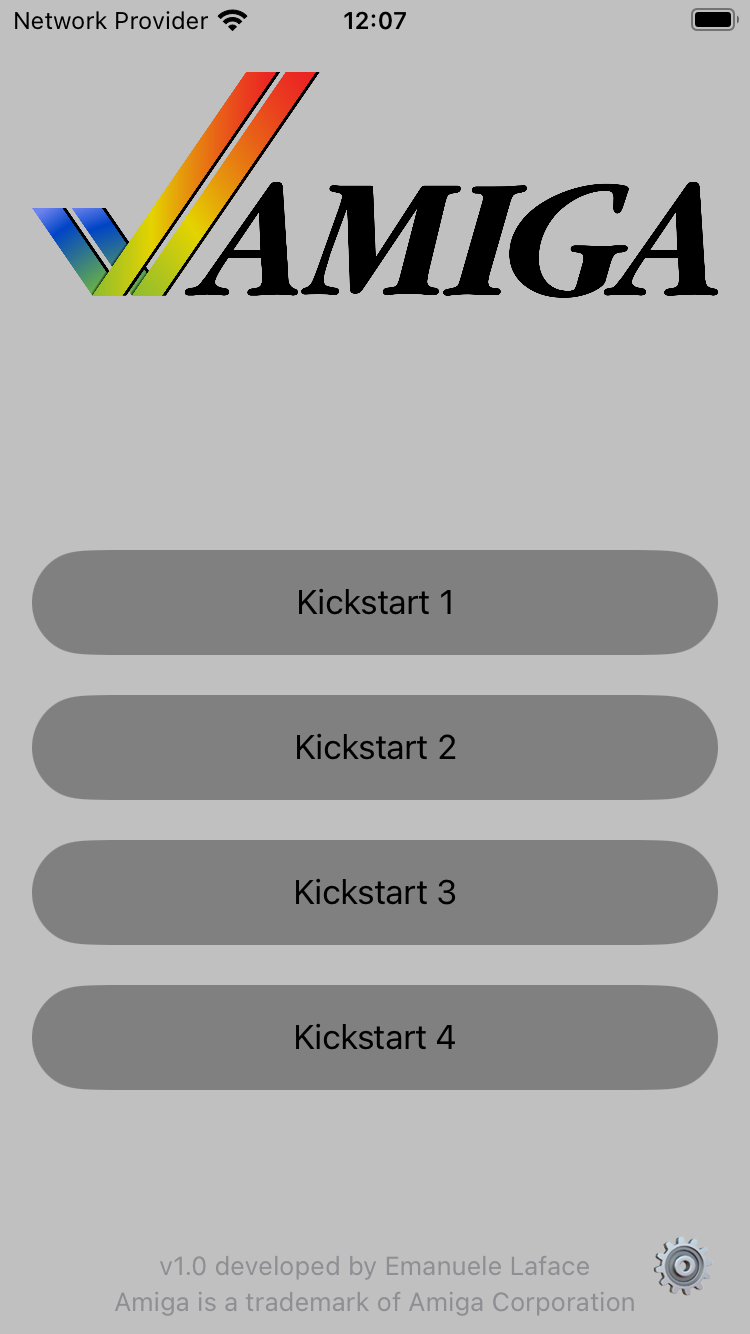 Network Provider 12:07
AMIGA
Kickstart 1
Kickstart 2
Kickstart 3
Kickstart 4
v1.0 developed by Emanuele Laface
Amiga is a trademark of Amiga Corporation